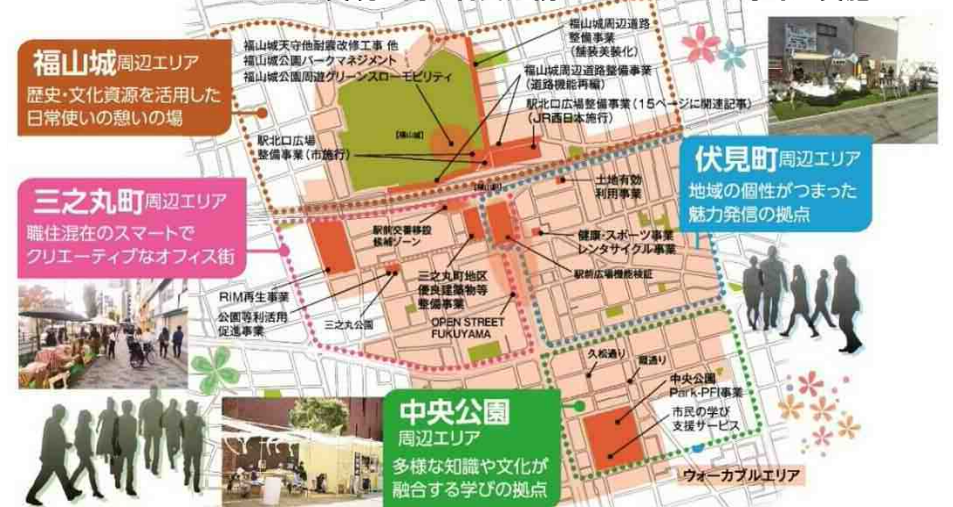 福山城周辺エリア
歴史・文化資源を活用した
日常使いの憩いの場
福山城天守他耐震改修工事 他
福山城公園パークマネジメント
福山城公園周遊グリーンスローモビリティ
福山城周辺道路
整備事業
(舗装美装化)
福山城周辺道路整備事業
(道路機能再編)
駅北口広場整備事業(15ページに関連記事)
(JR西日本施行)
【福山城】
駅北口広場
整備事業(市施行)
伏見町周辺エリア
地域の個性がつまった
魅力発信の拠点
三之丸町周辺エリア
職住混在のスマートで
クリエーティブなオフィス街
土地有効
利用事業
駅前交番移設
候補ゾーン
健康・スポーツ事業
レンタサイクル事業
駅前広場機能検証
三之丸町地区
優良建築物等
整備事業
RiM再生事業
公園等利活用
促進事業
三之丸公園
OPEN STREET
FUKUYAMA
久松通り
中央公園
Park-PFI事業
市民の学び
支援サービス
中央公園
周辺エリア
多様な知識や文化が
融合する学びの拠点
ウォーカブルエリア